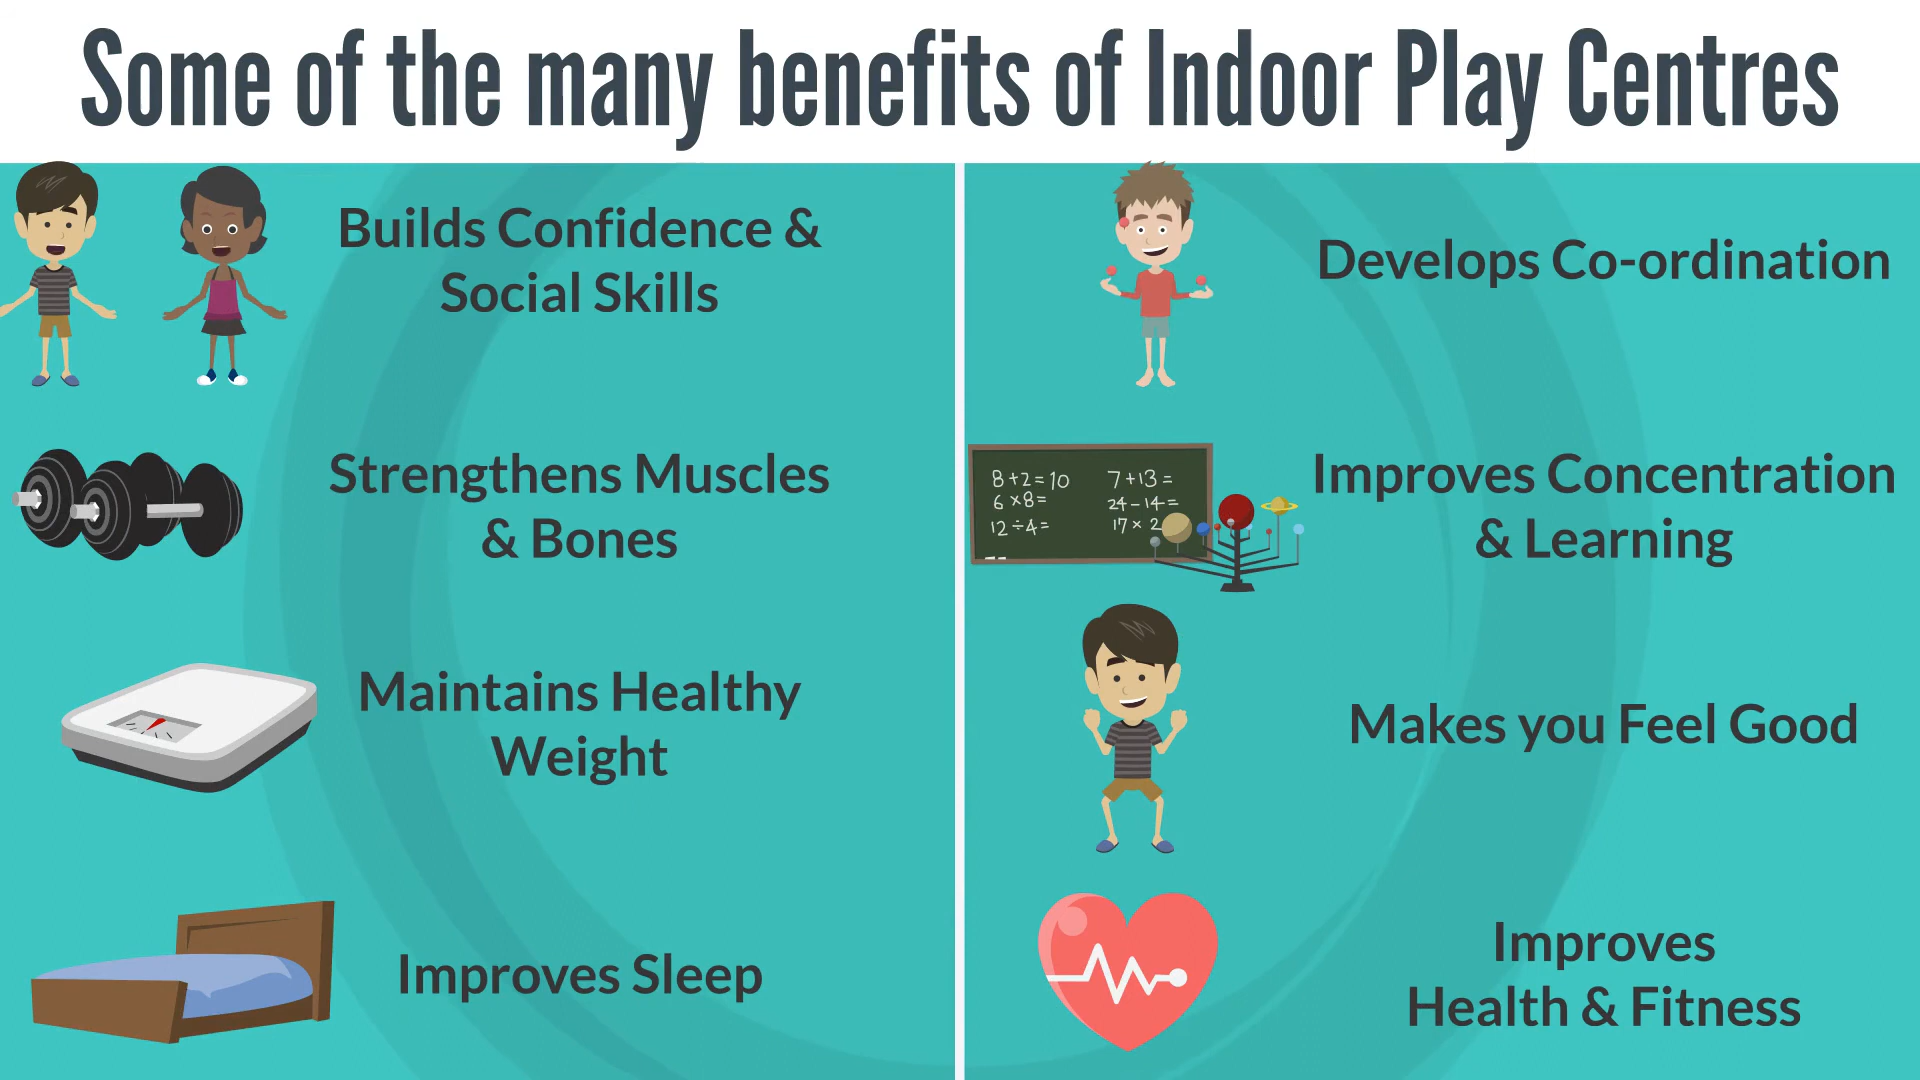 Some of the many benefits of Indoor Play Centres
Builds Confidence &
Social Skills
Strengthens Muscles
& Bones
Maintains Healthy
Weight
Improves Sleep
Develops Co-ordination
8+2=10 7+13=
6×8= 24-14=
12÷4= 17× 2
Improves Concentration
& Learning
Makes you Feel Good
Improves
Health & Fitness